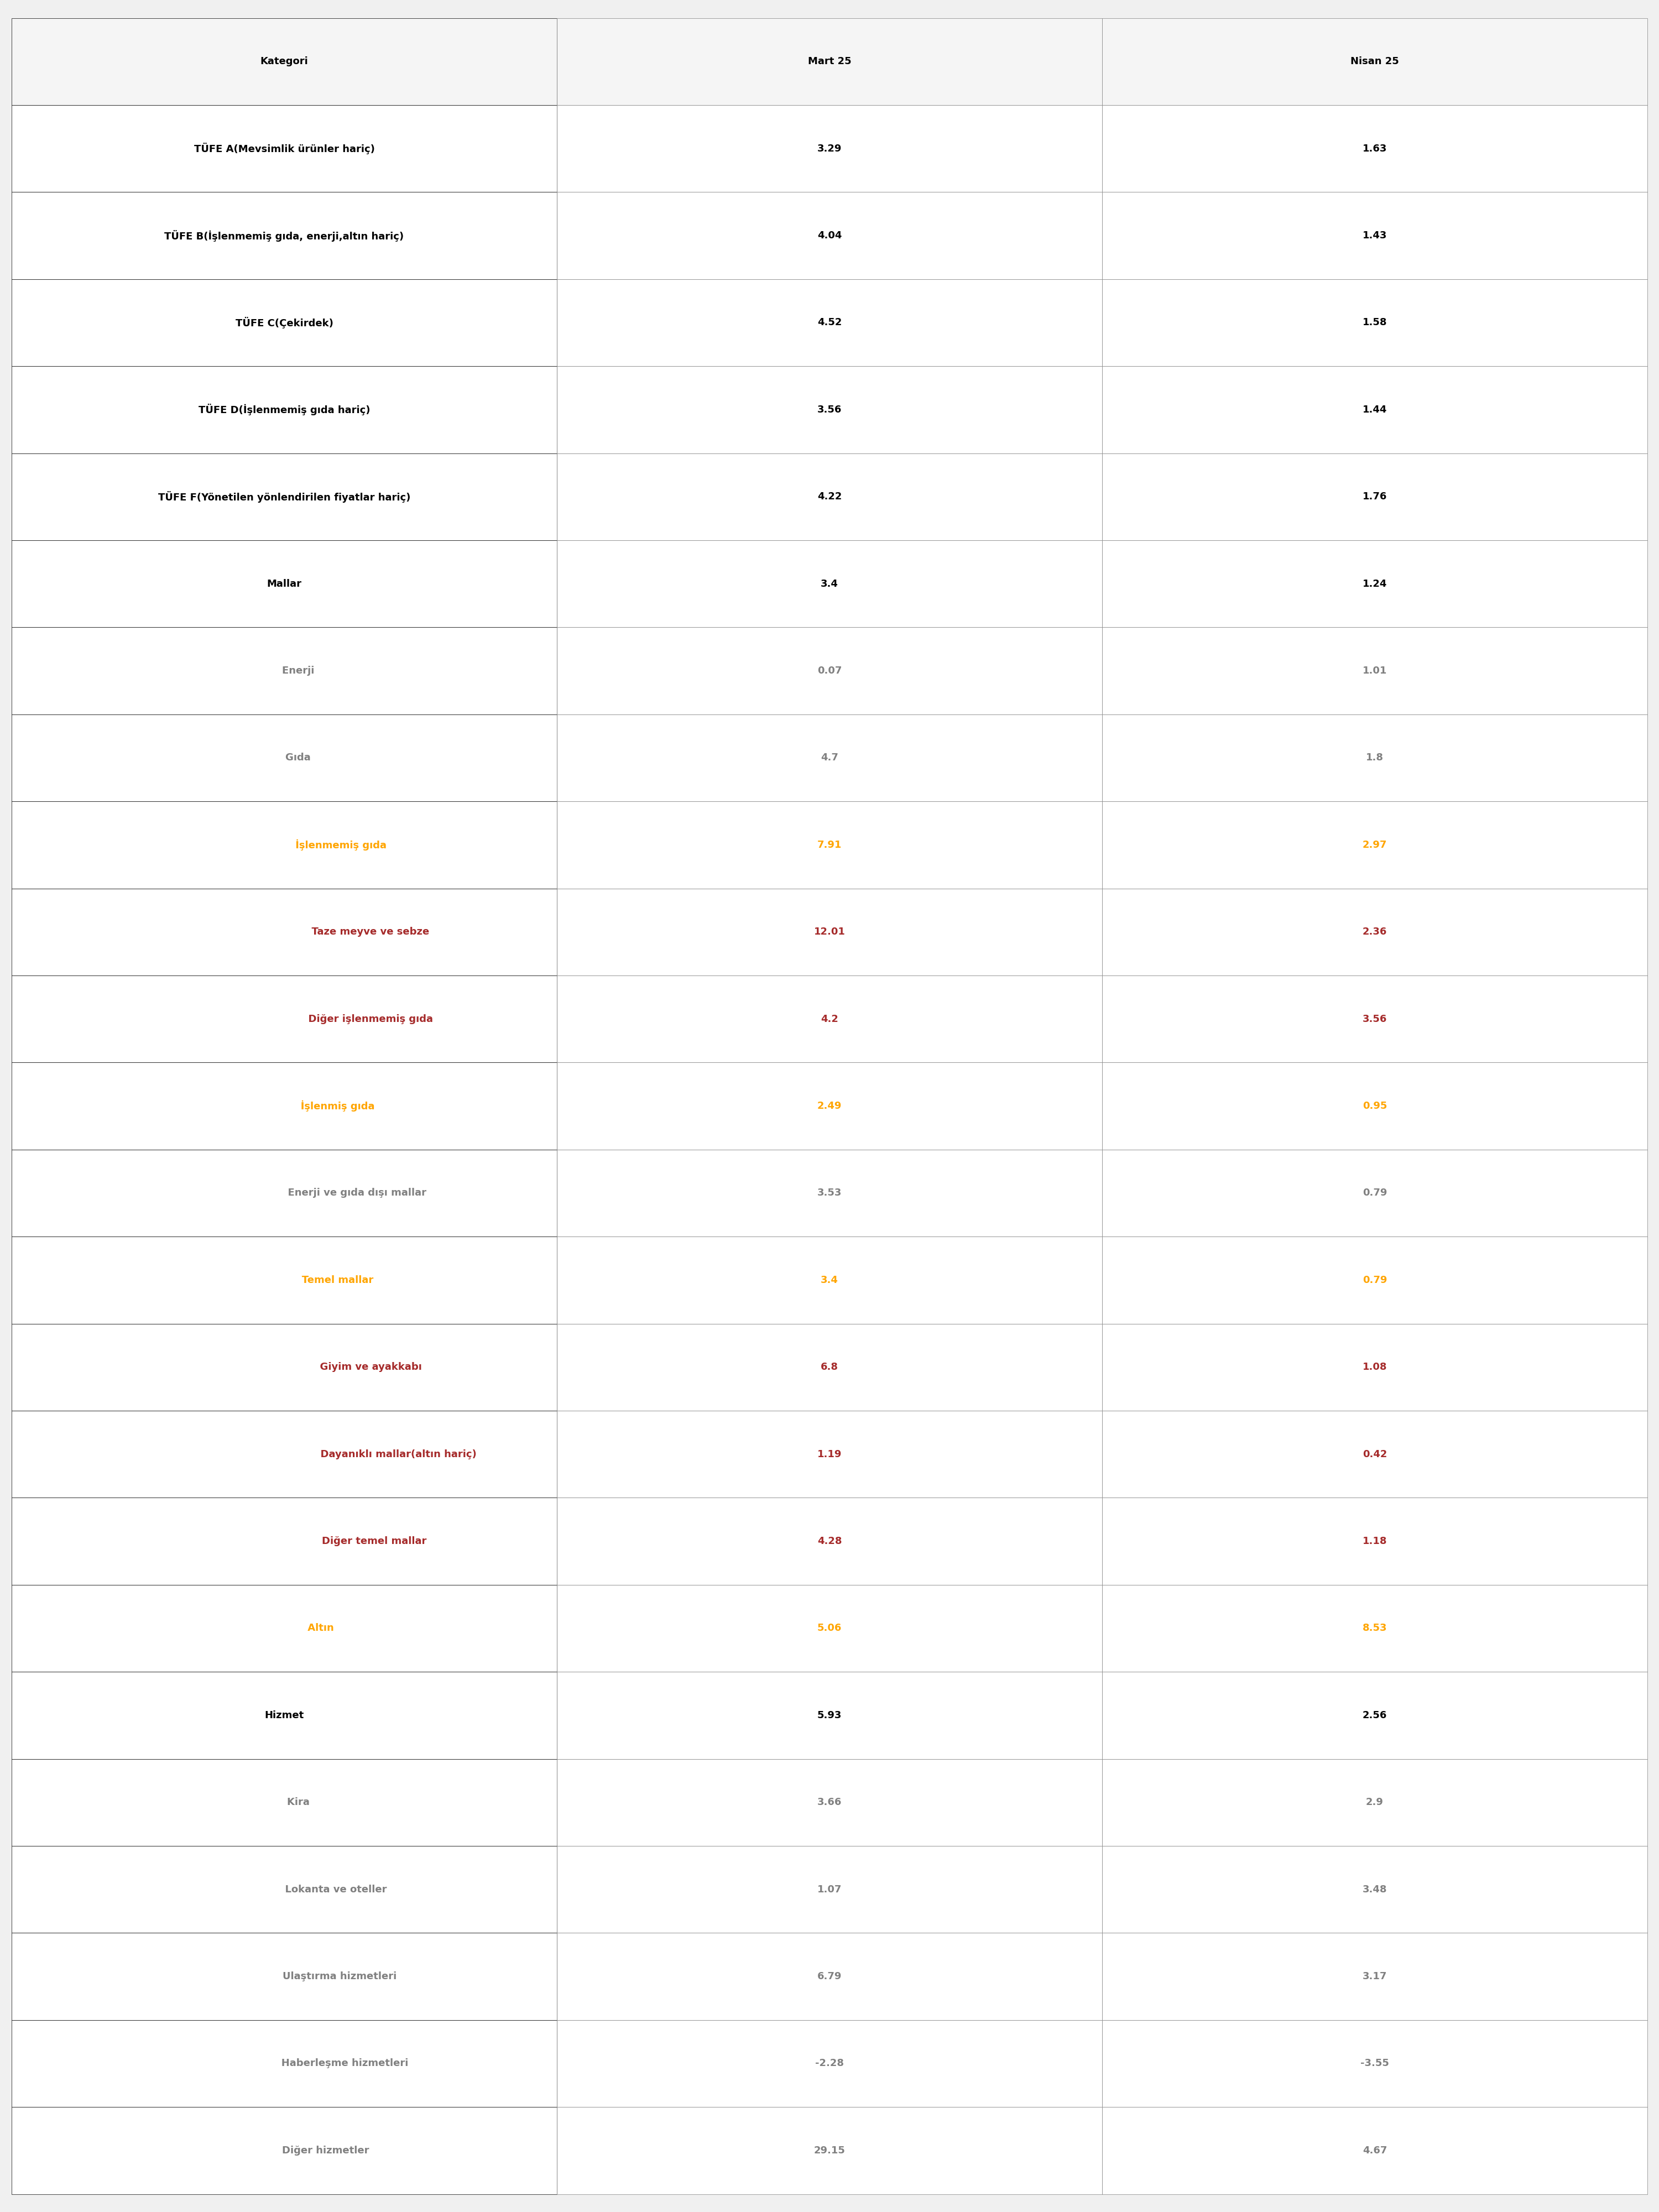 Kategori Mart 25 Nisan 25
TÜFE A(Mevsimlik ürünler hariç) 3.29 1.63
TÜFE B(İşlenmemiş gıda, enerji,altın hariç) 4.04 1.43
TÜFE C(Çekirdek) 4.52 1.58
TÜFE D(İşlenmemiş gıda hariç) 3.56 1.44
TÜFE F(Yönetilen yönlendirilen fiyatlar hariç) 4.22 1.76
Mallar 3.4 1.24
Enerji 0.07 1.01
Gıda 4.7 1.8
İşlenmemiş gıda 7.91 2.97
Taze meyve ve sebze 12.01 2.36
Diğer işlenmemiş gıda 4.2 3.56
İşlenmiş gıda 2.49 0.95
Enerji ve gıda dışı mallar 3.53 0.79
Temel mallar 3.4 0.79
Giyim ve ayakkabı 6.8 1.08
Dayanıklı mallar(altın hariç) 1.19 0.42
Diğer temel mallar 4.28 1.18
Altın 5.06 8.53
Hizmet 5.93 2.56
Kira 3.66 2.9
Lokanta ve oteller 1.07 3.48
Ulaştırma hizmetleri 6.79 3.17
Haberleşme hizmetleri -2.28 -3.55
Diğer hizmetler 29.15 4.67